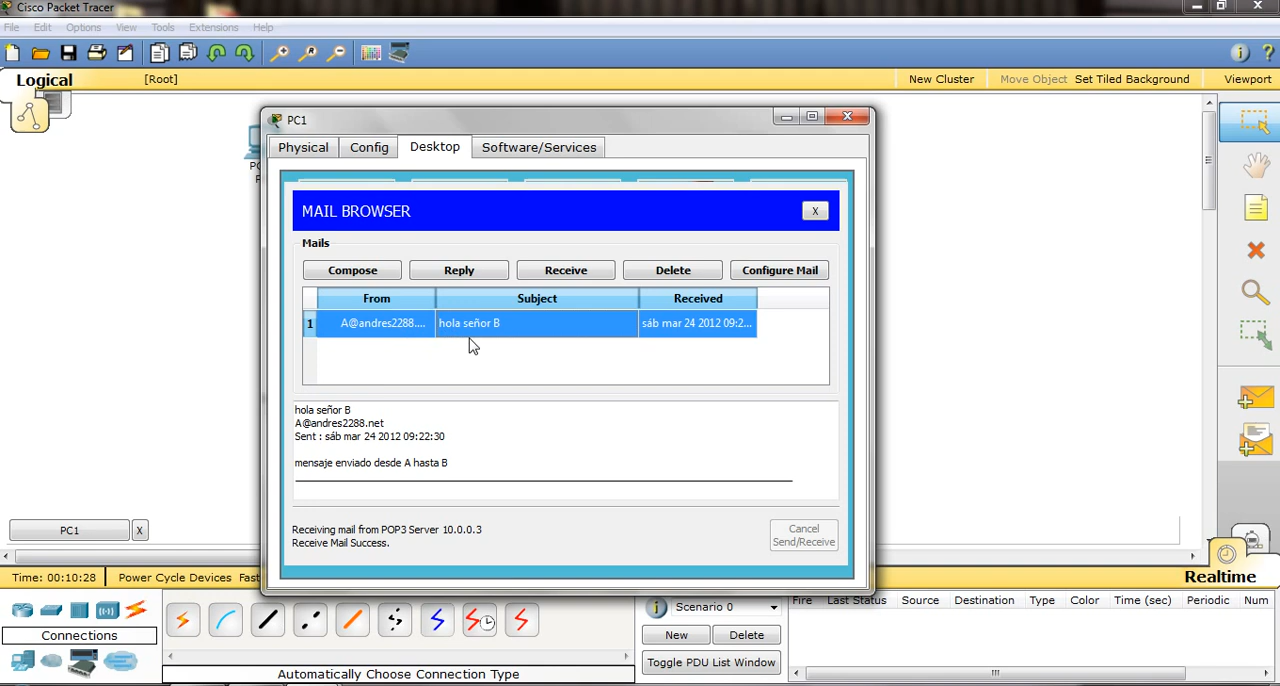 Cisco Packet Tracer
File Edit Options View Tools Extensions Help
Logical [Root] New Cluster Move Object Set Tiled Background Viewport
PC1
Physical Config Desktop Software/Services
MAIL BROWSER X
Mails
Compose Reply Receive Delete Configure Mail
From Subject Received
1 A@andres2288.... hola señor B sáb mar 24 2012 09:2...
hola señor B
A@andres2288.net
Sent : sáb mar 24 2012 09:22:30
mensaje enviado desde A hasta B
Receiving mail from POP3 Server 10.0.0.3
Receive Mail Success.
Cancel
Send/Receive
PC1 X
Time: 00:10:28 Power Cycle Devices Fast
Realtime
Connections
Automatically Choose Connection Type
Scenario 0
New Delete
Toggle PDU List Window
Fire Last Status Source Destination Type Color Time (sec) Periodic Num